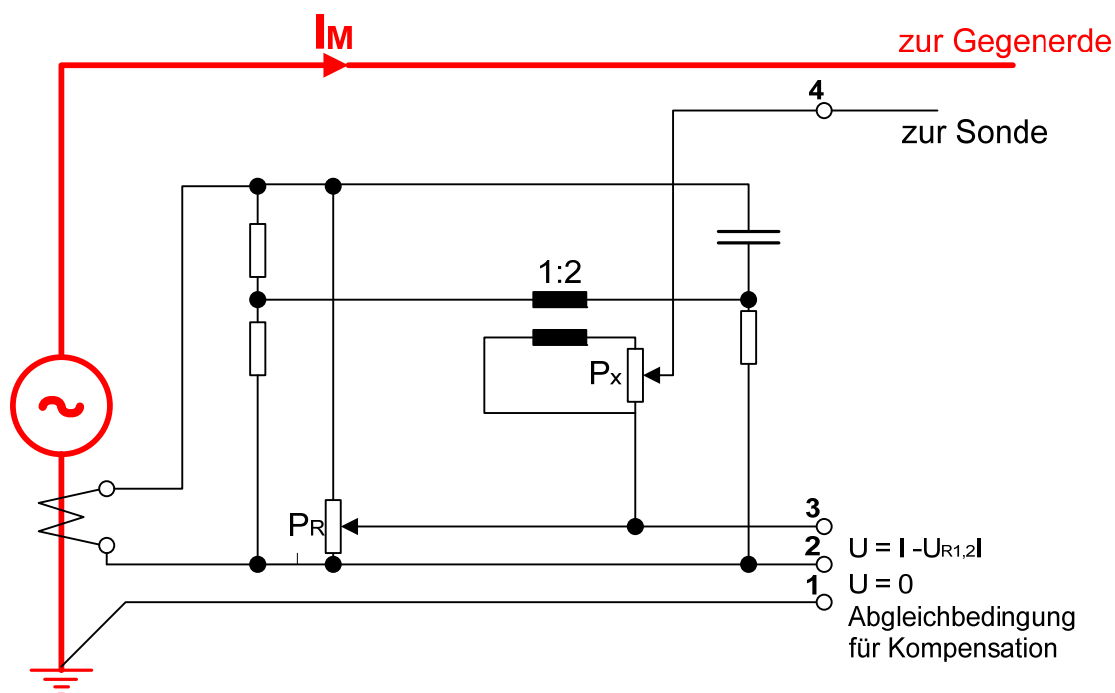 IM
zur Gegenerde
4
zur Sonde
1:2
Px
PR
3
2
U = I -UR1,2I
1
U = 0
Abgleichbedingung
für Kompensation